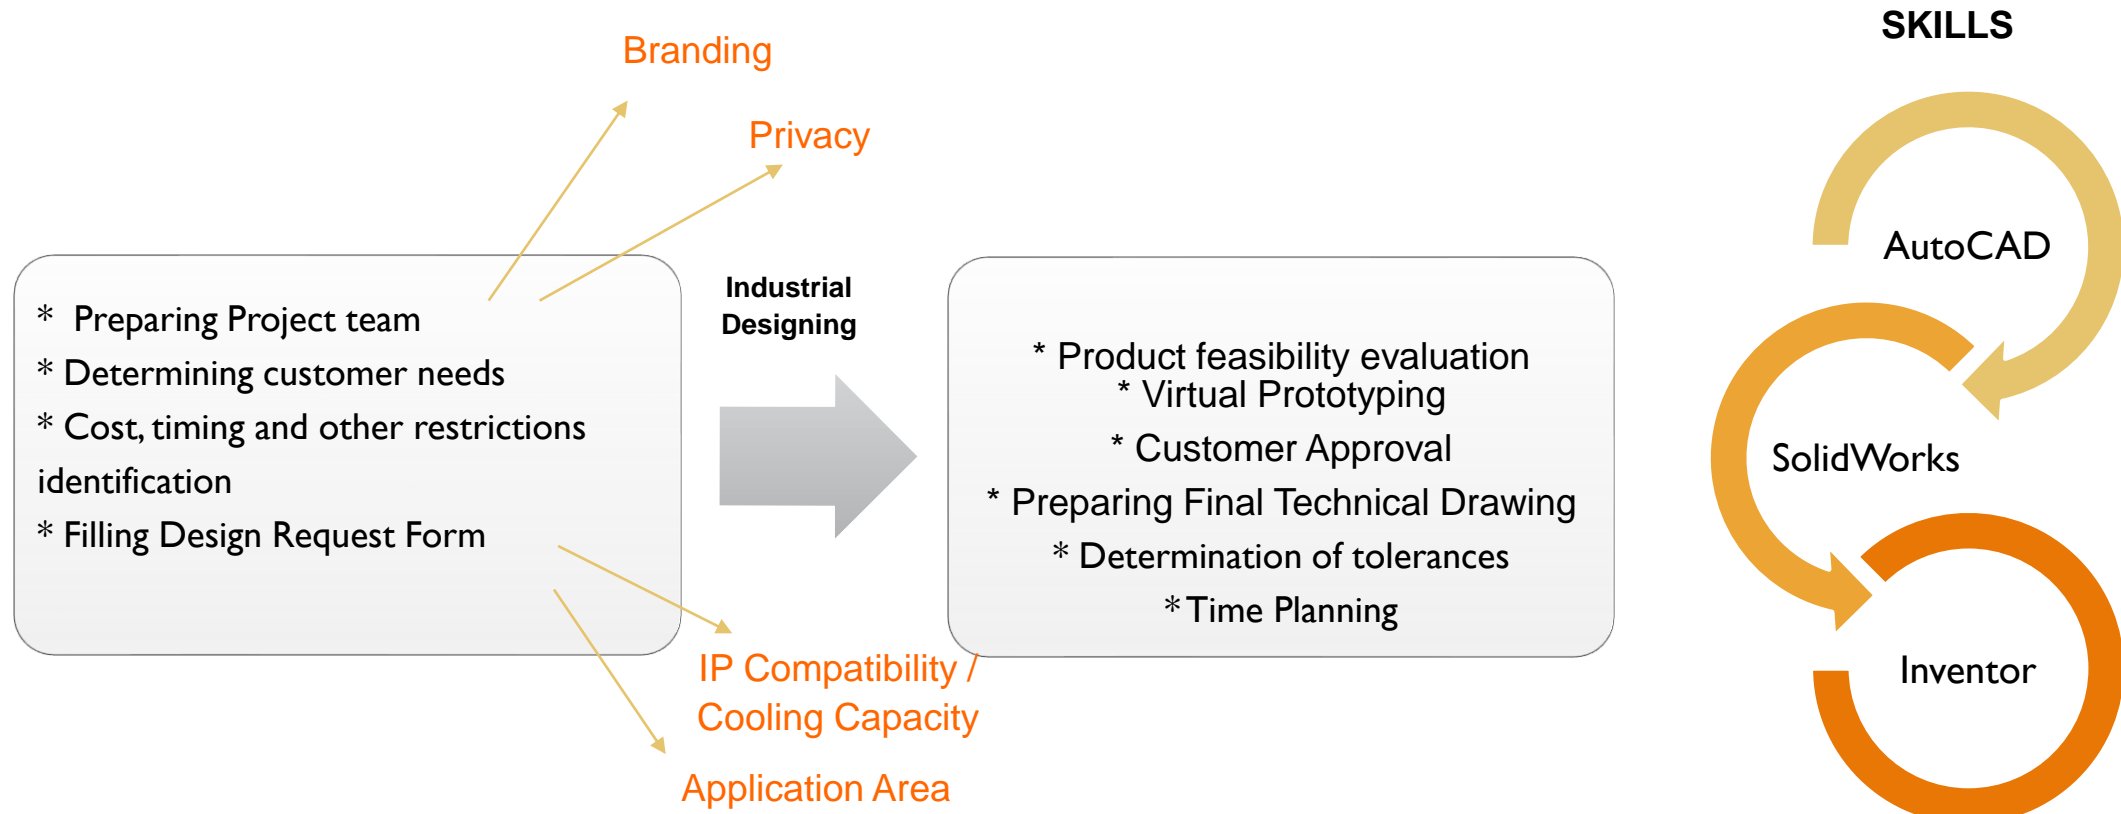 SKILLS
Branding
Privacy
* Preparing Project team
* Determining customer needs
* Cost, timing and other restrictions
identification
* Filling Design Request Form
Industrial
Designing
* Product feasibility evaluation
* Virtual Prototyping
* Customer Approval
* Preparing Final Technical Drawing
* Determination of tolerances
* Time Planning
IP Compatibility /
Cooling Capacity
Application Area
AutoCAD
SolidWorks
Inventor